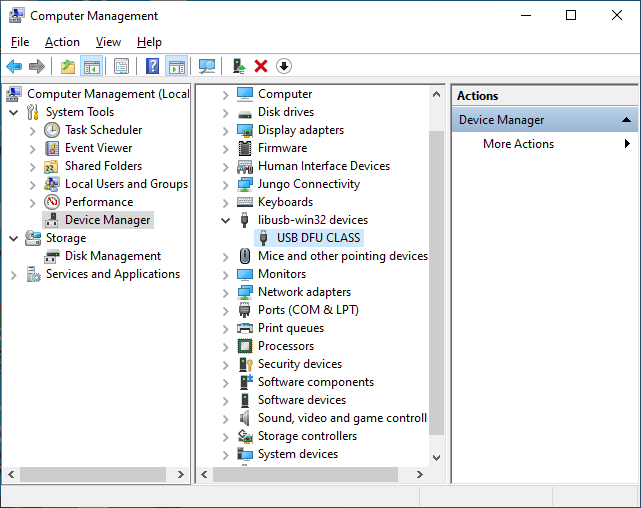 Computer Management
File Action View Help
Computer Management (Local
System Tools
Task Scheduler
Event Viewer
Shared Folders
Local Users and Groups
Performance
Device Manager
Storage
Disk Management
Services and Applications
Computer
Disk drives
Display adapters
Firmware
Human Interface Devices
Jungo Connectivity
Keyboards
libusb-win32 devices
USB DFU CLASS
Mice and other pointing devices
Monitors
Network adapters
Ports (COM & LPT)
Print queues
Processors
Security devices
Software components
Software devices
Sound, video and game controll
Storage controllers
System devices
Actions
Device Manager
More Actions